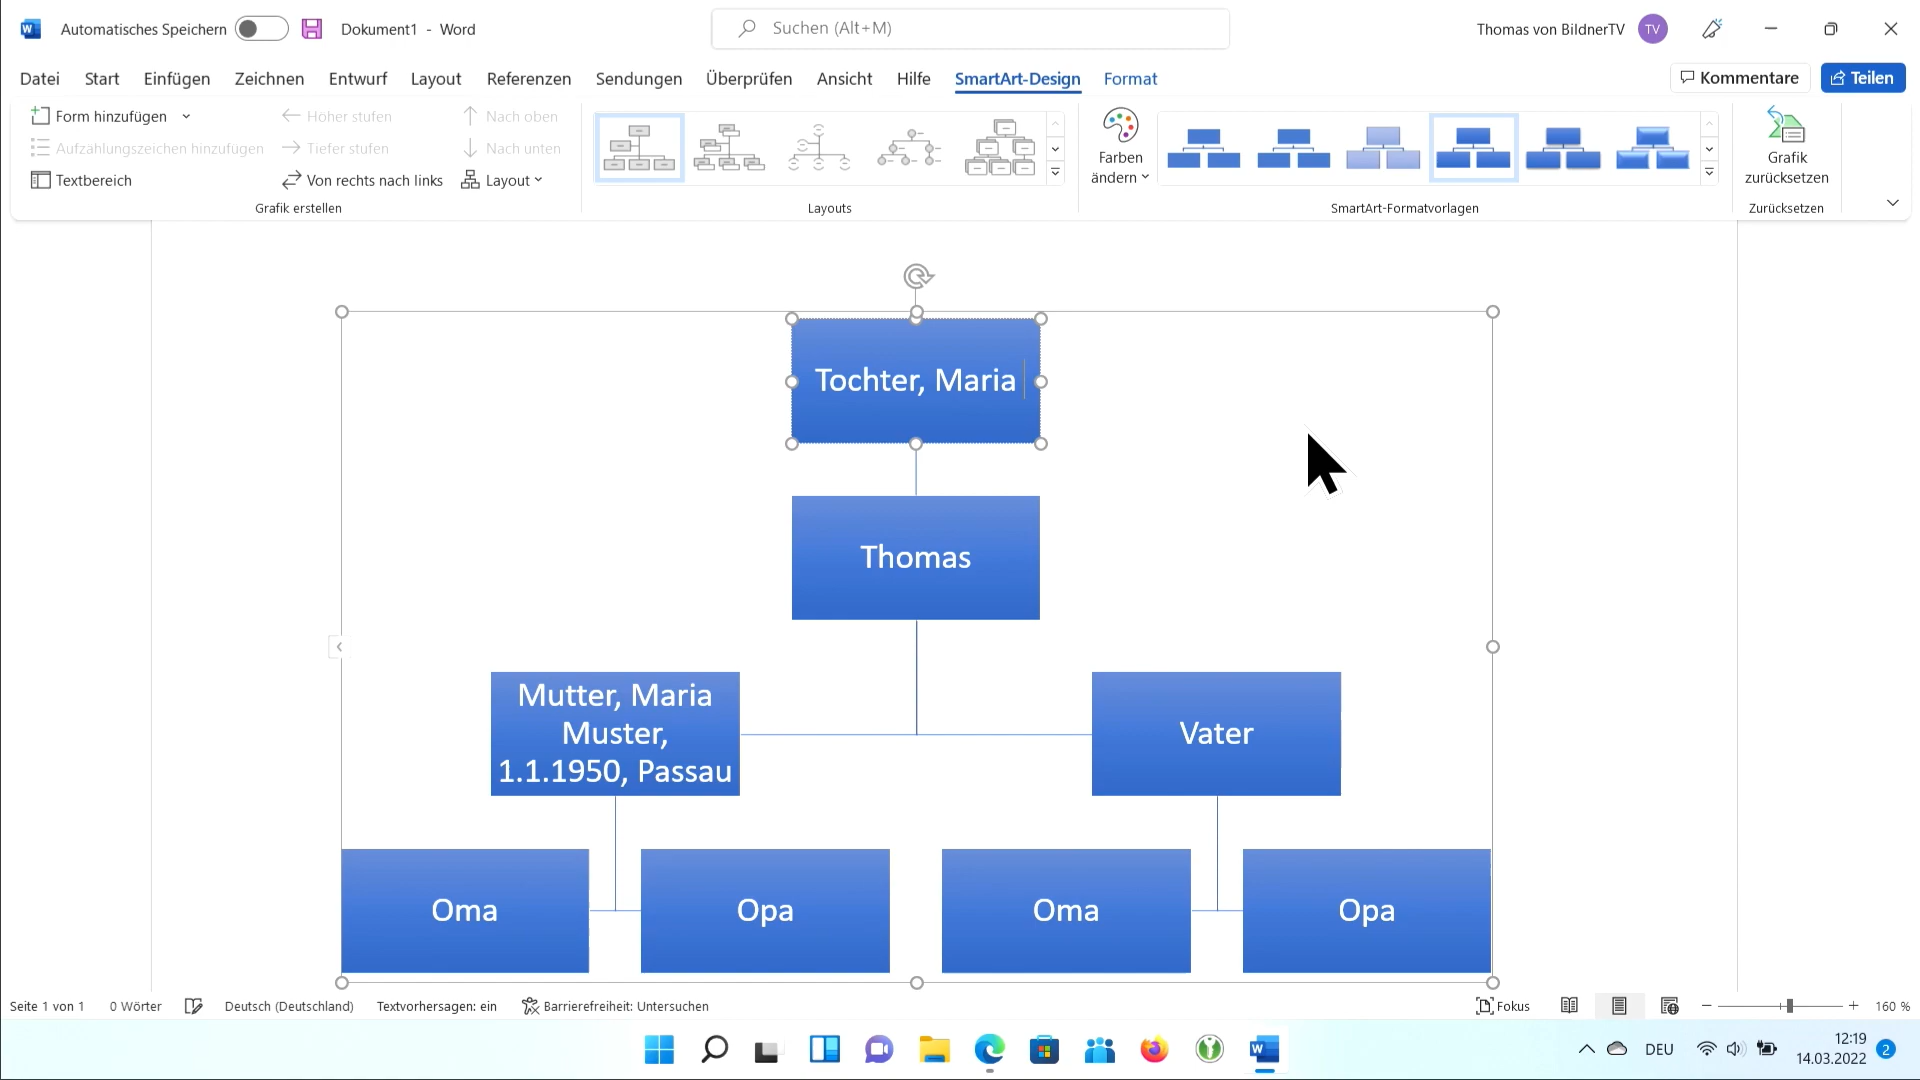 Automatisches Speichern
Dokument1 - Word
Suchen (Alt+M)
Thomas von BildnerTV
TV
Datei Start Einfügen Zeichnen Entwurf Layout Referenzen Sendungen Überprüfen Ansicht Hilfe SmartArt-Design Format
Kommentare
Teilen
Form hinzufügen
Aufzählungszeichen hinzufügen
Textbereich
Höher stufen
Tiefer stufen
Von rechts nach links
Nach oben
Nach unten
Layout
Grafik erstellen
Layouts
Farben
ändern
SmartArt-Formatvorlagen
Grafik
zurücksetzen
Zurücksetzen
Tochter, Maria
Thomas
Mutter, Maria
Muster,
1.1.1950, Passau
Vater
Oma
Opa
Oma
Opa
Seite 1 von 1
0 Wörter
Deutsch (Deutschland)
Textvorhersagen: ein
Barrierefreiheit: Untersuchen
Fokus
160 %
DEU
12:19
14.03.2022
2